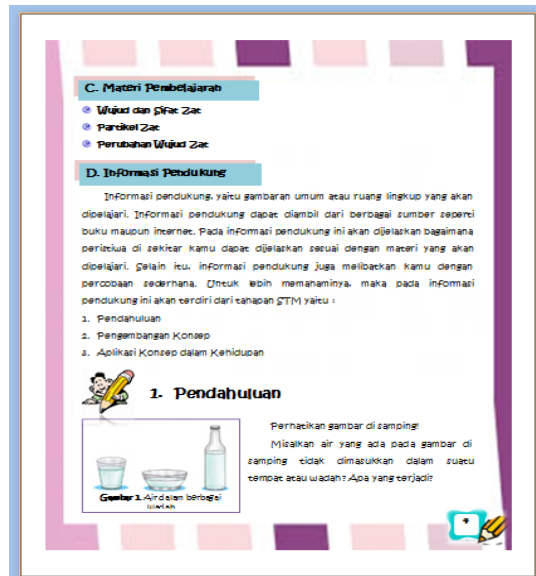 C. Materi Pembelajaran
Wujud dan Sifat Zat
Partikel Zat
Perubahan Wujud Zat
D. Informasi Pendukung
Informasi pendukung, yaitu gambaran umum atau ruang lingkup yang akan
dipelajari. Informasi pendukung dapat diambil dari berbagai sumber seperti
buku maupun internet. Pada informasi pendukung ini akan dijelaskan bagaimana
peristiwa di sekitar kamu dapat dijelaskan sesuai dengan materi yang akan
dipelajari. Selain itu, informasi pendukung juga melibatkan kamu dengan
percobaan sederhana. Untuk lebih memahaminya, maka pada informasi
pendukung ini akan terdiri dari tahapan STM yaitu :
1. Pendahuluan
2. Pengembangan Konsep
3. Aplikasi Konsep dalam Kehidupan
1. Pendahuluan
Perhatikan gambar di samping!
Misalkan air yang ada pada gambar di
samping tidak dimasukkan dalam suatu
tempat atau wadah? Apa yang terjadi?
Gambar 1. Air dalam berbagai
wadah